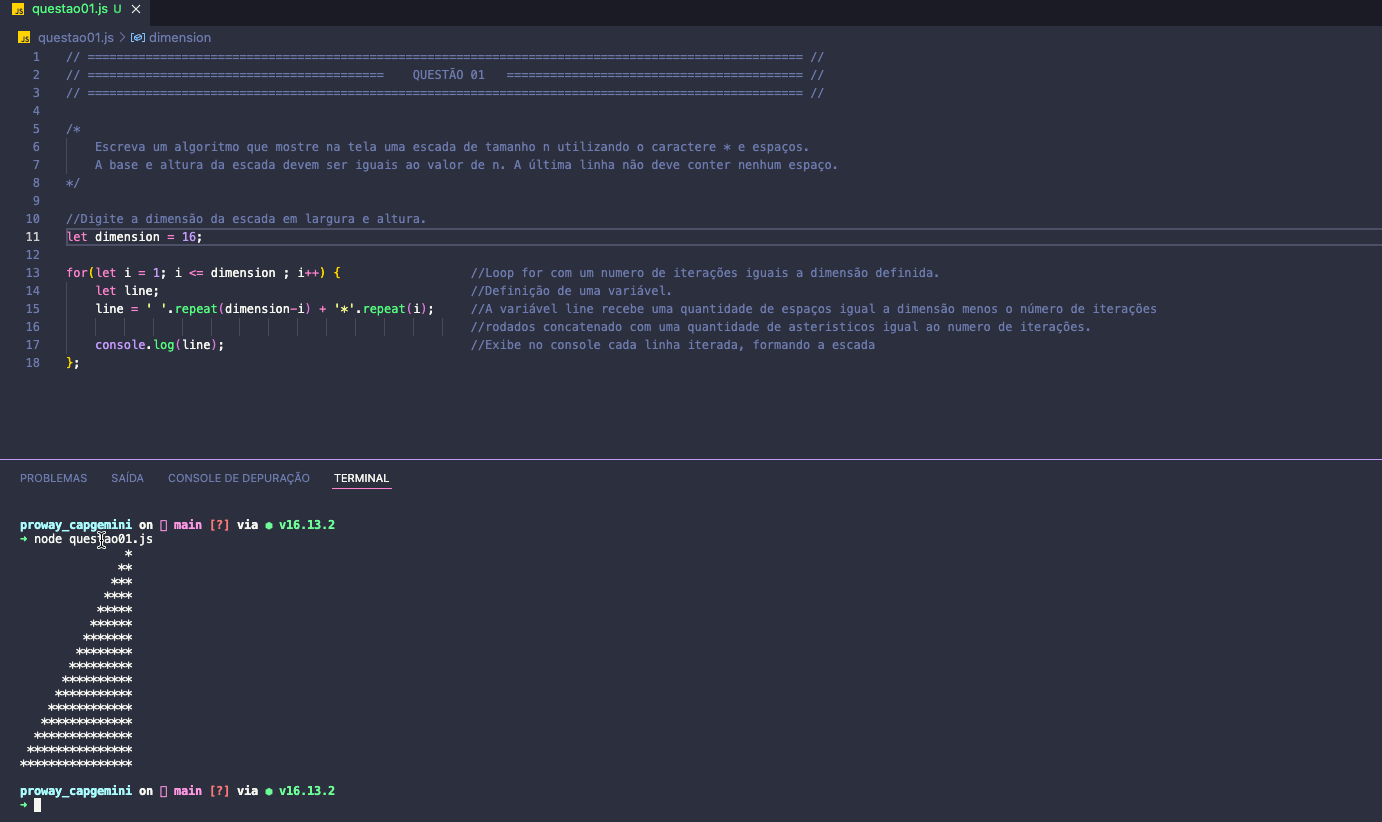 JS questao01.js U ×
JS questao01.js > dimension
1 // =================================================================================================== //
2 // =========================================    QUESTÃO 01   ========================================= //
3 // =================================================================================================== //
4
5 /*
6     Escreva um algoritmo que mostre na tela uma escada de tamanho n utilizando o caractere * e espaços.
7     A base e altura da escada devem ser iguais ao valor de n. A última linha não deve conter nenhum espaço.
8 */
9
10 //Digite a dimensão da escada em largura e altura.
11 let dimension = 16;
12
13 for(let i = 1; i <= dimension ; i++) {                  //Loop for com um numero de iterações iguais a dimensão definida.
14     let line;                                           //Definição de uma variável.
15     line = ' '.repeat(dimension-i) + '*'.repeat(i);     //A variável line recebe uma quantidade de espaços igual a dimensão menos o número de iterações
16                                                         //rodados concatenado com uma quantidade de asteristicos igual ao numero de iterações.
17     console.log(line);                                  //Exibe no console cada linha iterada, formando a escada
18 };
PROBLEMAS SAÍDA CONSOLE DE DEPURAÇÃO TERMINAL
proway_capgemini on main [?] via v16.13.2
➜ node questao01.js
               *
              **
             ***
            ****
           *****
          ******
         *******
        ********
       *********
      **********
     ***********
    ************
   *************
  **************
 ***************
****************
proway_capgemini on main [?] via v16.13.2
➜